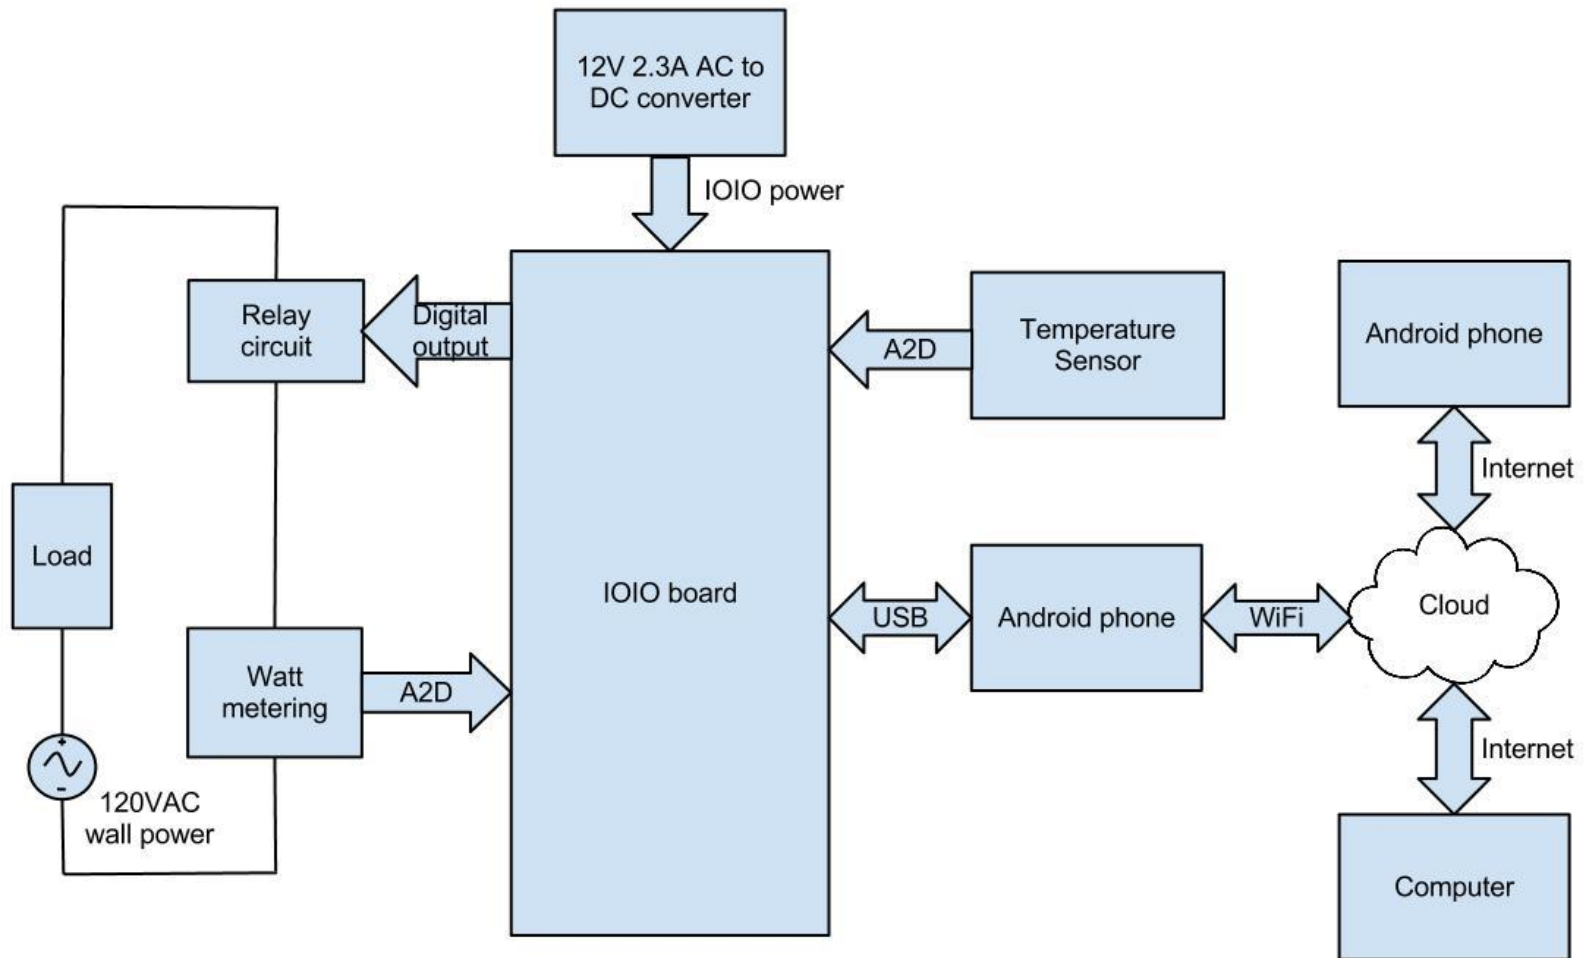 12V 2.3A AC to
DC converter
IOIO power
Relay
circuit
Digital
output
A2D
Temperature
Sensor
Android phone
Internet
Load
IOIO board
USB
Android phone
WiFi
Cloud
Watt
metering
A2D
120VAC
wall power
Internet
Computer